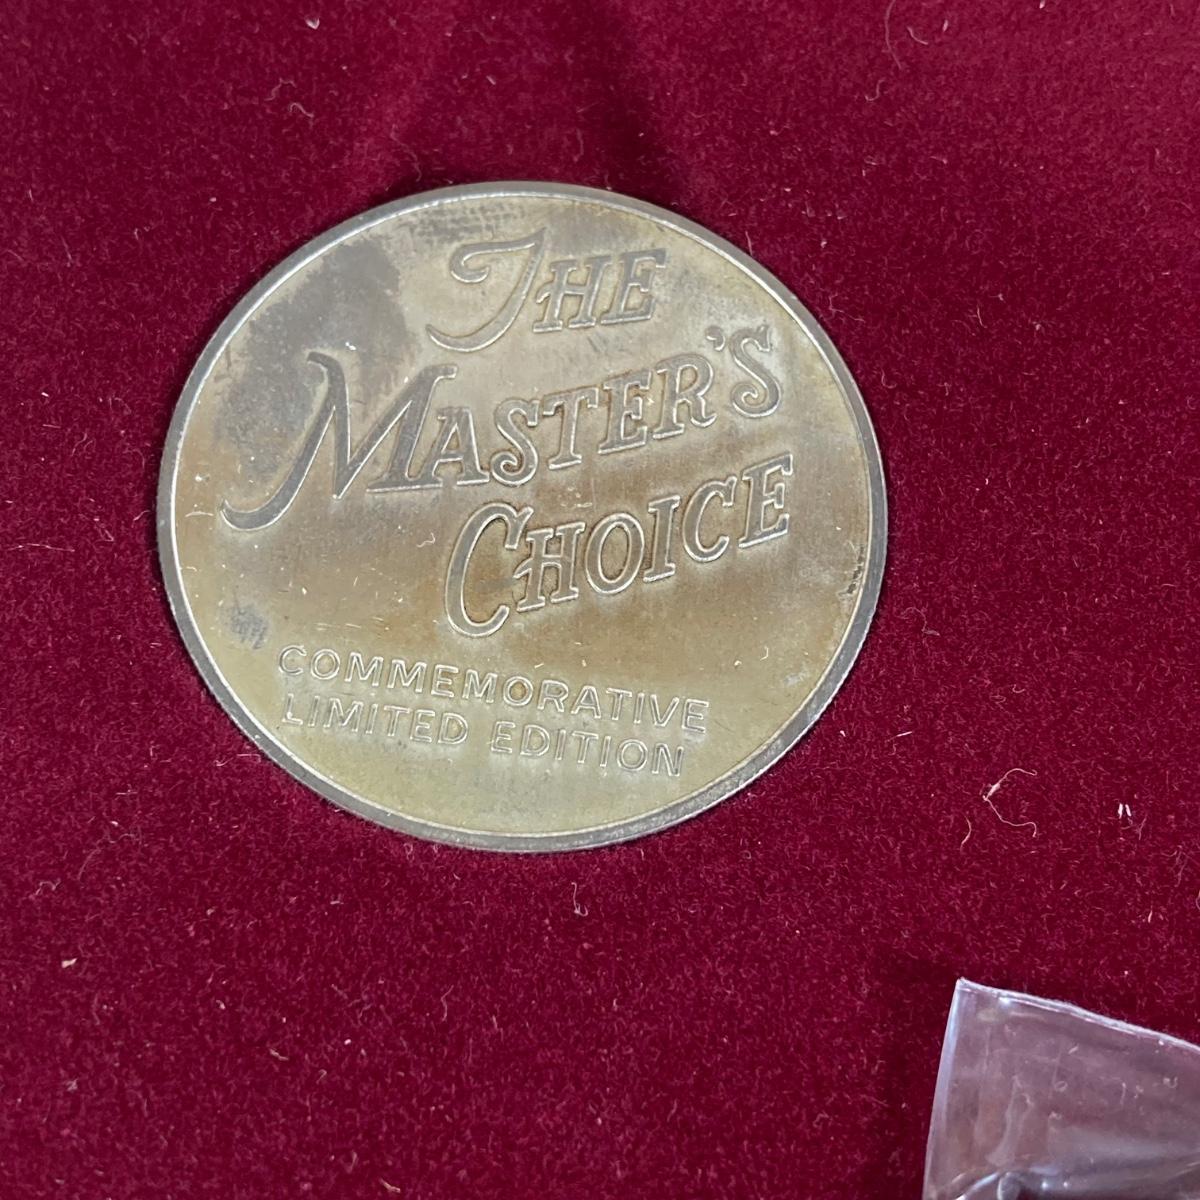 THE
MASTER'S
CHOICE
COMMEMORATIVE
LIMITED EDITION